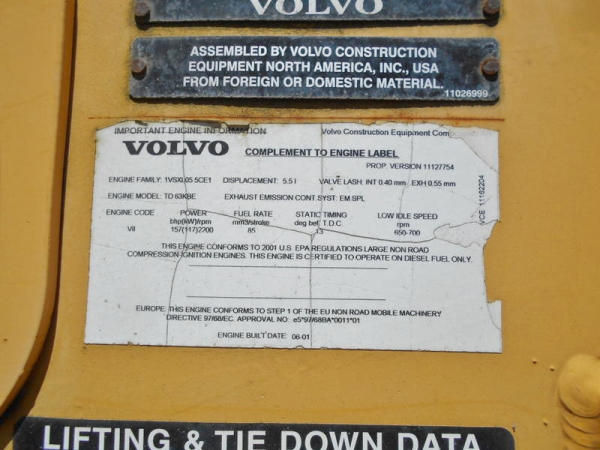 VOLVO
ASSEMBLED BY VOLVO CONSTRUCTION
EQUIPMENT NORTH AMERICA, INC., USA
FROM FOREIGN OR DOMESTIC MATERIAL.
11026999
IMPORTANT ENGINE INFORMATION Volvo Construction Equipment Com
VOLVO COMPLEMENT TO ENGINE LABEL
PROP. VERSION 11127754
ENGINE FAMILY: 1VSXL05.5CE1 DISPLACEMENT: 5.5 l VALVE LASH: INT 0.40 mm EXH 0.55 mm
ENGINE MODEL: TD 63KBE EXHAUST EMISSION CONT.SYST: EM SPL
ENGINE CODE POWER FUEL RATE STATIC TIMING LOW IDLE SPEED
bhp(kW)/rpm mm3/stroke deg bef. T.D.C. rpm
VII 157(117)2200 85 13 650-700
VCE 11162204
THIS ENGINE CONFORMS TO 2001 U.S. EPA REGULATIONS LARGE NON ROAD
COMPRESSION-IGNITION ENGINES. THIS ENGINE IS CERTIFIED TO OPERATE ON DIESEL FUEL ONLY.
EUROPE: THIS ENGINE CONFORMS TO STEP 1 OF THE EU NON ROAD MOBILE MACHINERY
DIRECTIVE 97/68/EC. APPROVAL NO: e5*97/68BA*0011*01
ENGINE BUILT DATE: 06-01
LIFTING & TIE DOWN DATA